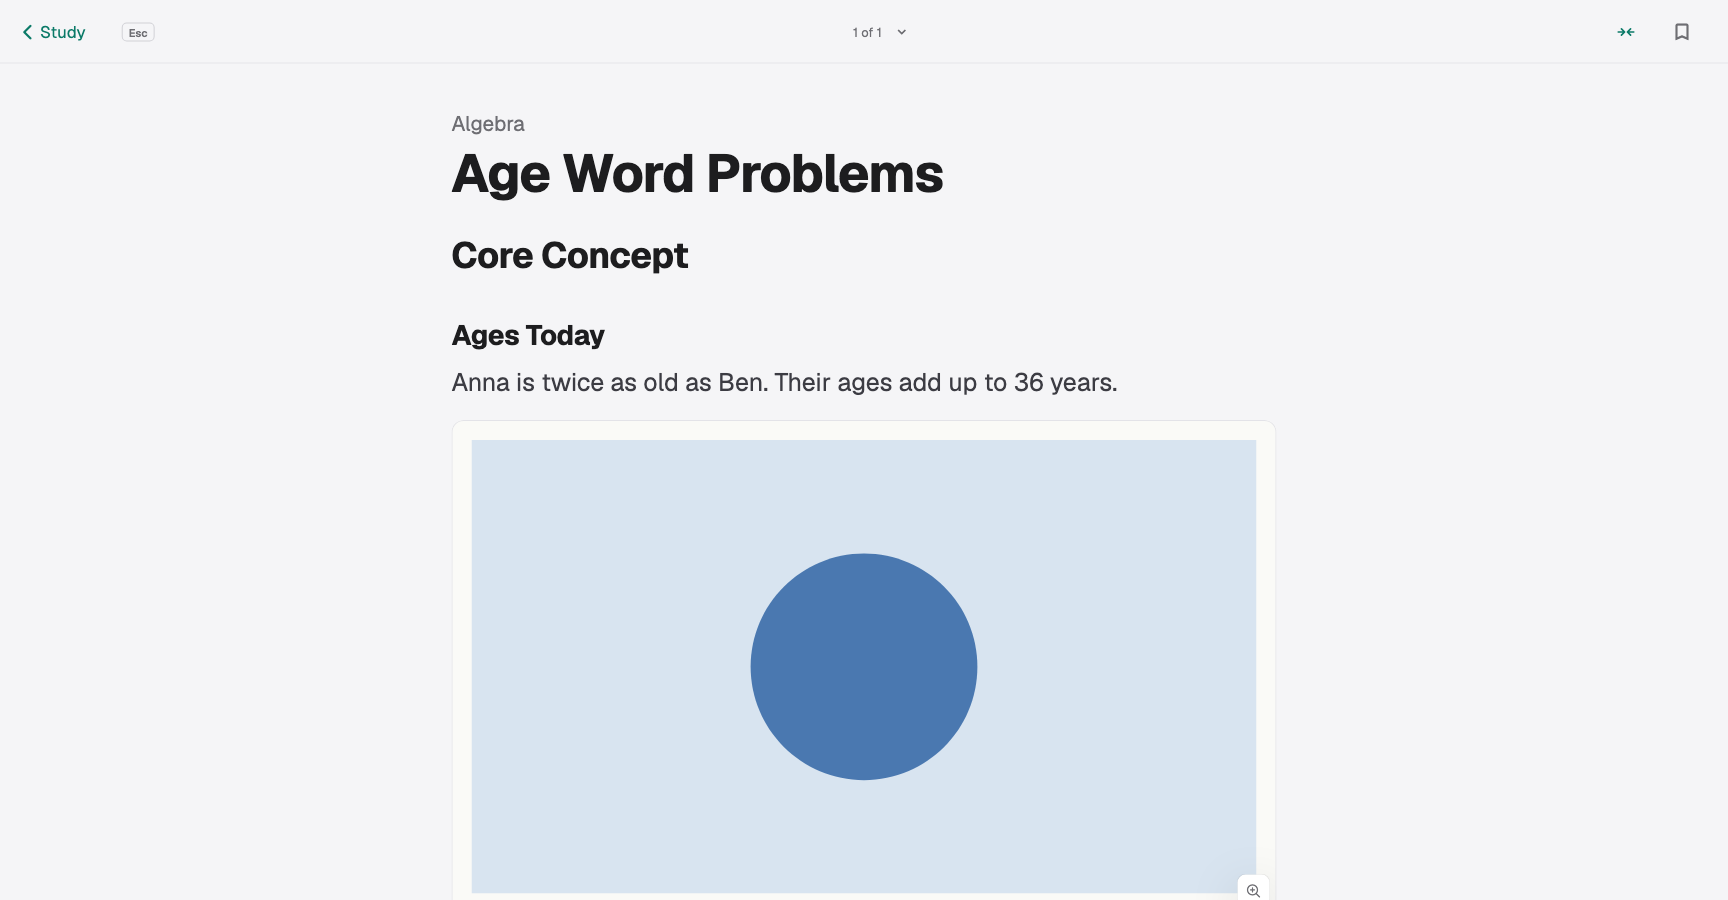 Study
Esc
1 of 1
Algebra
Age Word Problems
Core Concept
Ages Today
Anna is twice as old as Ben. Their ages add up to 36 years.